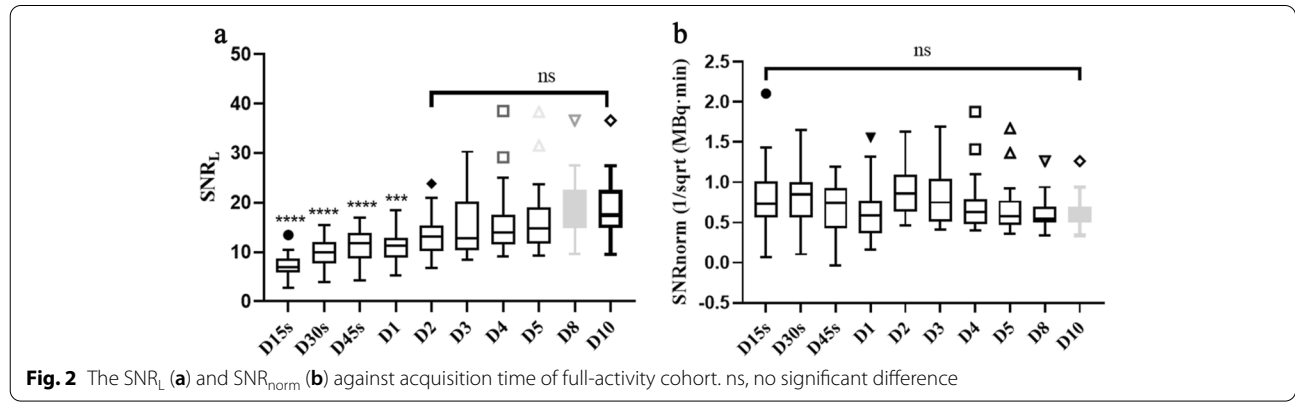 a
50
40
30
20
10
0
SNR_L
ns
**** **** **** ***
D15s D30s D45s D1 D2 D3 D4 D5 D8 D10
b
2.5
2.0
1.5
1.0
0.5
0.0
-0.5
SNRnorm (1/sqrt (MBq·min)
ns
D15s D30s D45s D1 D2 D3 D4 D5 D8 D10
Fig. 2 The SNR_L (a) and SNR_norm (b) against acquisition time of full-activity cohort. ns, no significant difference